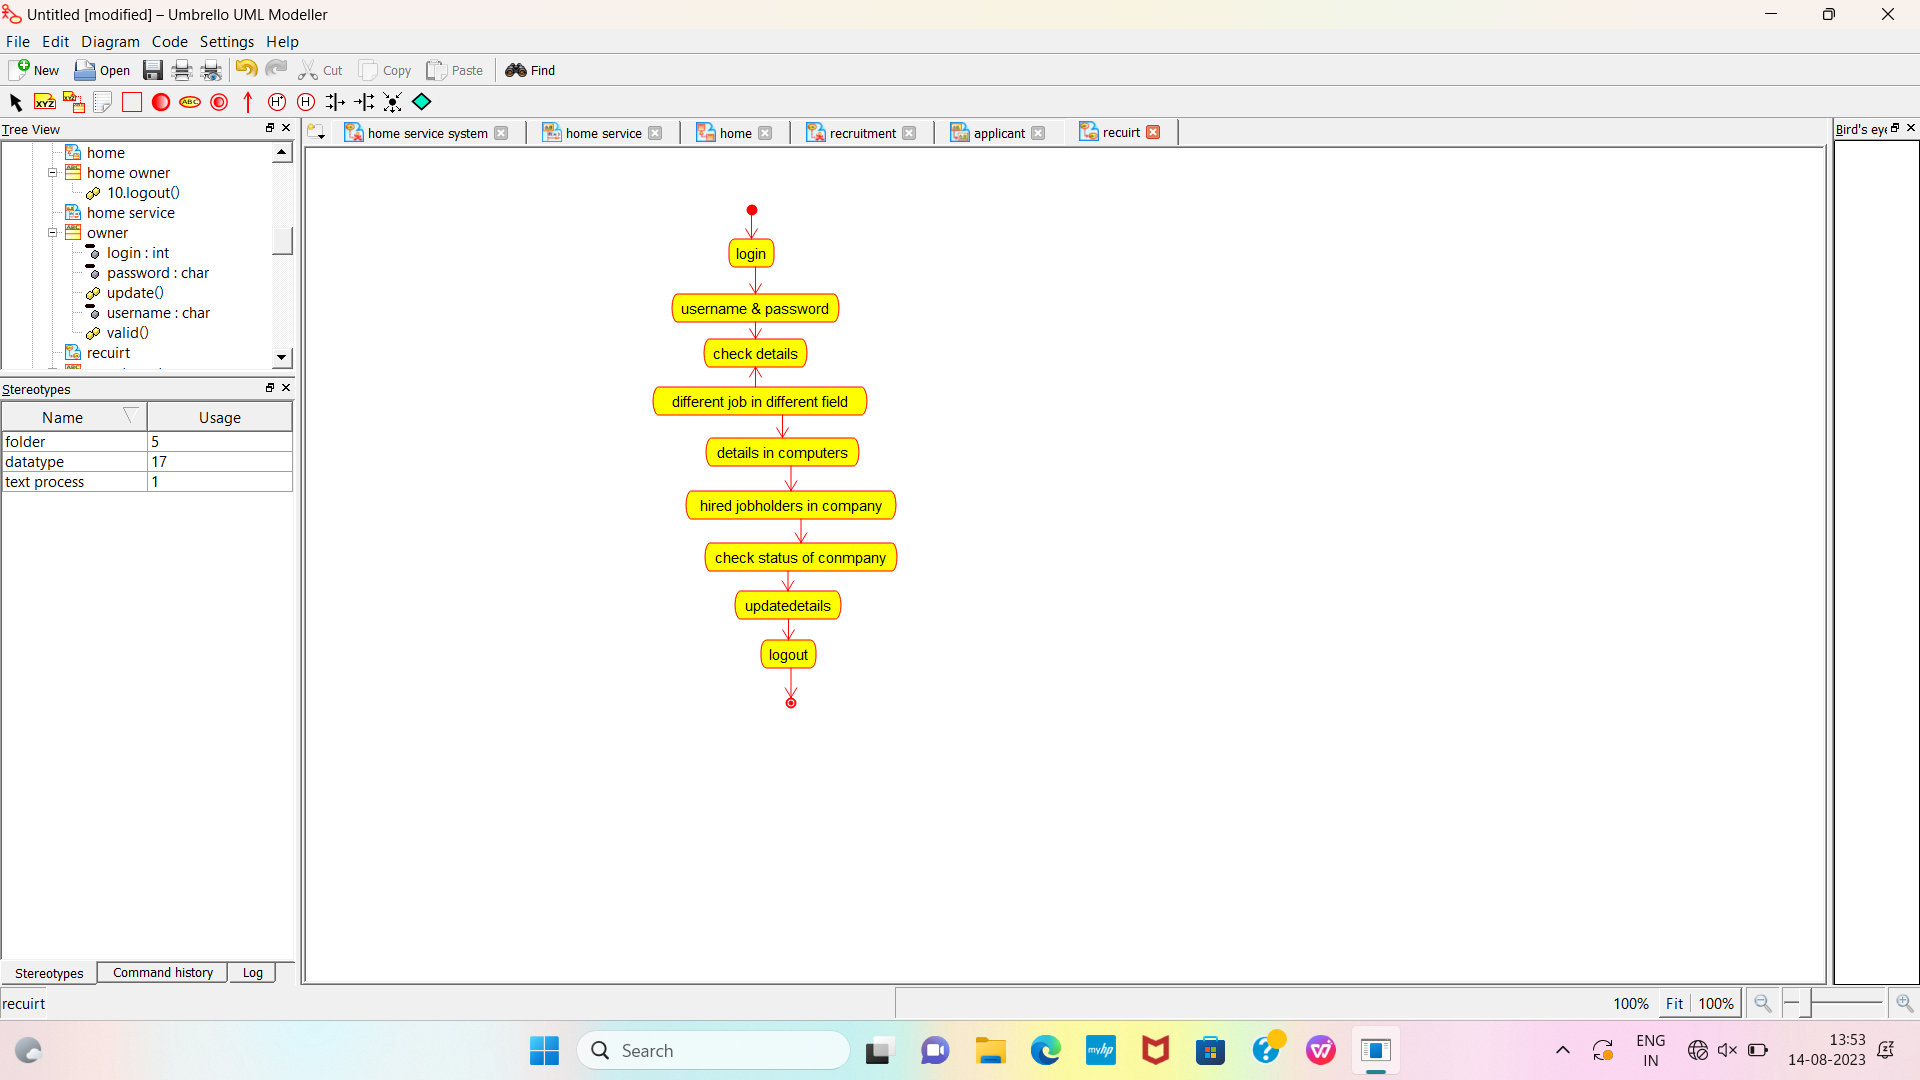 Untitled [modified] – Umbrello UML Modeller
File Edit Diagram Code Settings Help
New Open Cut Copy Paste Find
XYZ XYZ ABC H* H
Tree View
home
home owner
10.logout()
home service
owner
login : int
password : char
update()
username : char
valid()
recuirt
Stereotypes
Name Usage
folder 5
datatype 17
text process 1
Stereotypes Command history Log
home service system home service home recruitment applicant recuirt
Bird's eye
login
username & password
check details
different job in different field
details in computers
hired jobholders in company
check status of conmpany
updatedetails
logout
recuirt
100% Fit 100%
Search
myhp
ENG
IN
13:53
14-08-2023